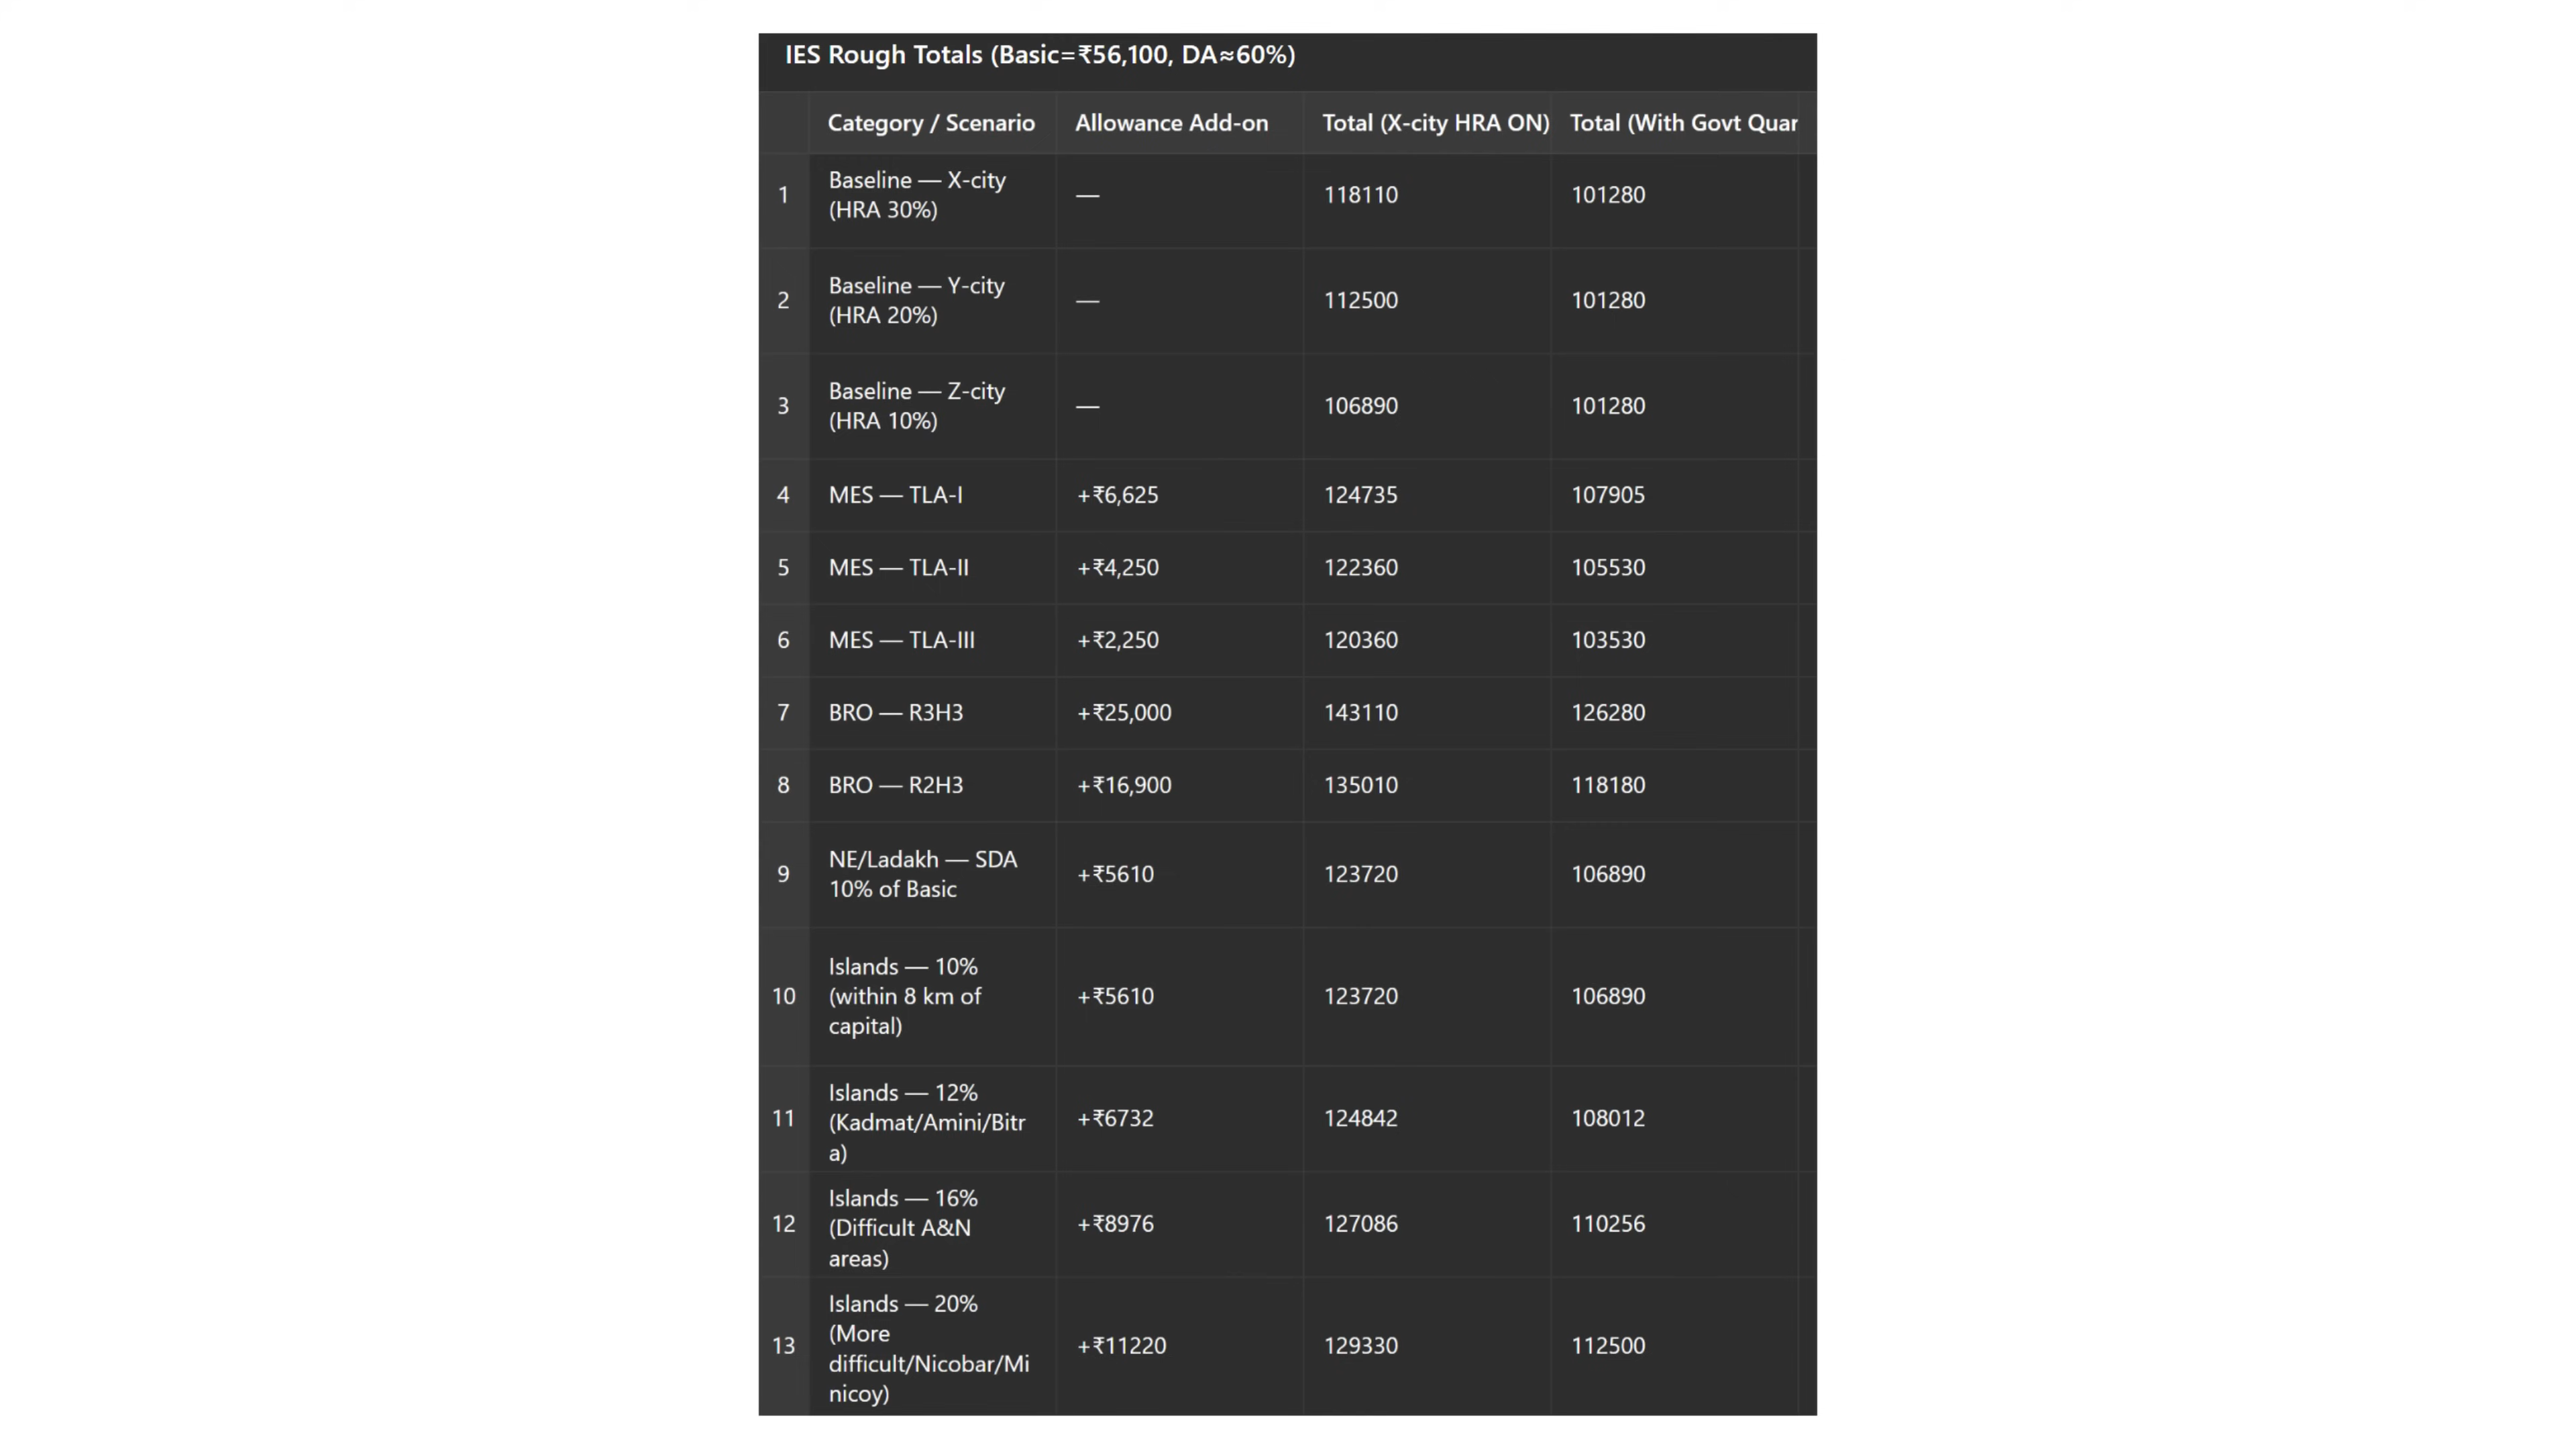 IES Rough Totals (Basic=₹56,100, DA≈60%)
Category / Scenario Allowance Add-on Total (X-city HRA ON) Total (With Govt Quar
1 Baseline — X-city — 118110 101280
(HRA 30%)
2 Baseline — Y-city — 112500 101280
(HRA 20%)
3 Baseline — Z-city — 106890 101280
(HRA 10%)
4 MES — TLA-I +₹6,625 124735 107905
5 MES — TLA-II +₹4,250 122360 105530
6 MES — TLA-III +₹2,250 120360 103530
7 BRO — R3H3 +₹25,000 143110 126280
8 BRO — R2H3 +₹16,900 135010 118180
9 NE/Ladakh — SDA +₹5610 123720 106890
10% of Basic
Islands — 10%
10 (within 8 km of +₹5610 123720 106890
capital)
Islands — 12%
11 (Kadmat/Amini/Bitr +₹6732 124842 108012
a)
Islands — 16%
12 (Difficult A&N +₹8976 127086 110256
areas)
Islands — 20%
(More
13 difficult/Nicobar/Mi +₹11220 129330 112500
nicoy)